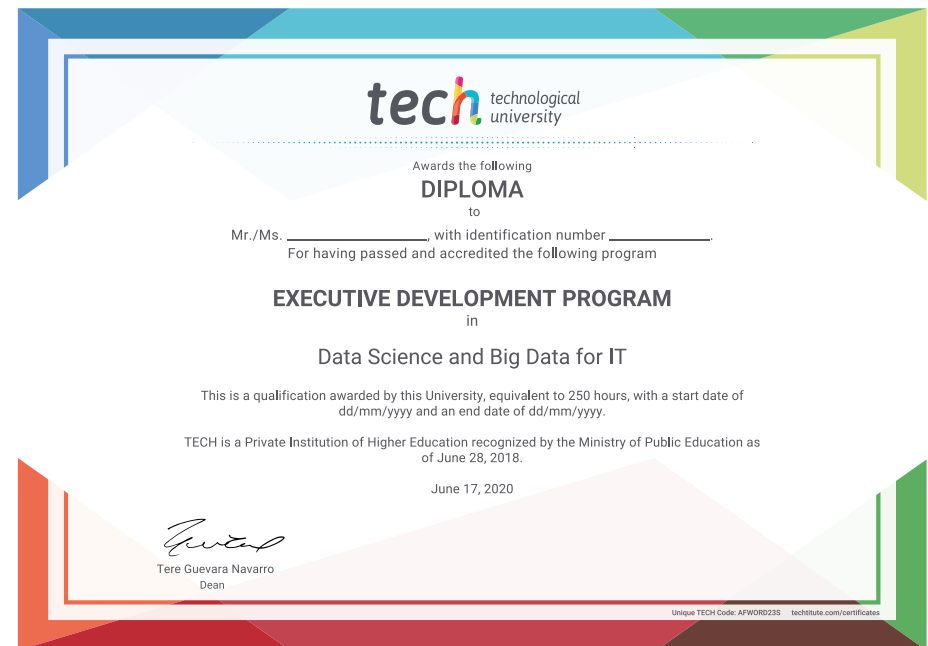 tech technological
university
Awards the following
DIPLOMA
to
Mr./Ms. ____________, with identification number ____________.
For having passed and accredited the following program
EXECUTIVE DEVELOPMENT PROGRAM
in
Data Science and Big Data for IT
This is a qualification awarded by this University, equivalent to 250 hours, with a start date of
dd/mm/yyyy and an end date of dd/mm/yyyy.
TECH is a Private Institution of Higher Education recognized by the Ministry of Public Education as
of June 28, 2018.
June 17, 2020
Tere Guevara Navarro
Dean
Unique TECH Code: AFWORD23S techtitute.com/certificates